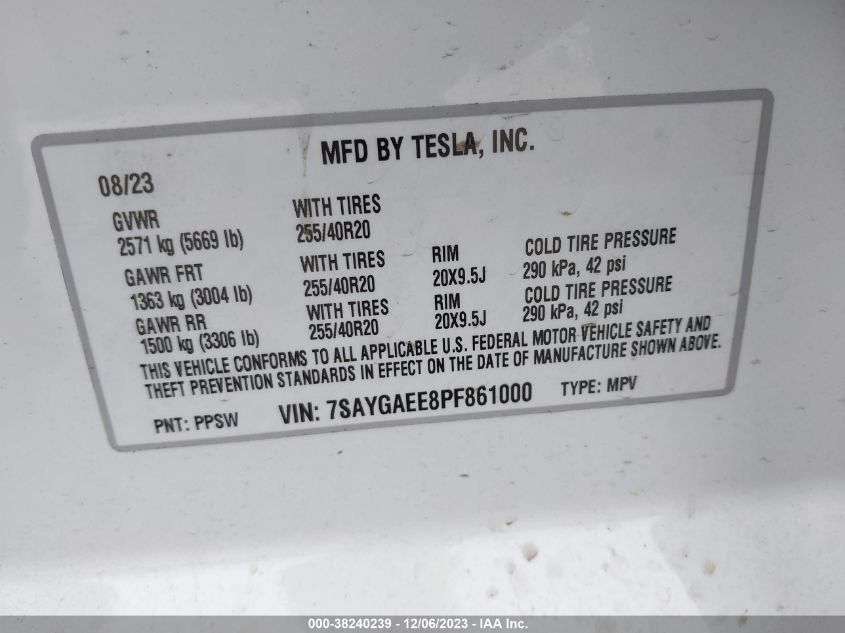 MFD BY TESLA, INC.
08/23
GVWR WITH TIRES
2571 kg (5669 lb) 255/40R20
GAWR FRT WITH TIRES RIM COLD TIRE PRESSURE
1363 kg (3004 lb) 255/40R20 20X9.5J 290 kPa, 42 psi
GAWR RR WITH TIRES RIM COLD TIRE PRESSURE
1500 kg (3306 lb) 255/40R20 20X9.5J 290 kPa, 42 psi
THIS VEHICLE CONFORMS TO ALL APPLICABLE U.S. FEDERAL MOTOR VEHICLE SAFETY AND
THEFT PREVENTION STANDARDS IN EFFECT ON THE DATE OF MANUFACTURE SHOWN ABOVE.
PNT: PPSW VIN: 7SAYGAEE8PF861000 TYPE: MPV
000-38240239 - 12/06/2023 - IAA Inc.